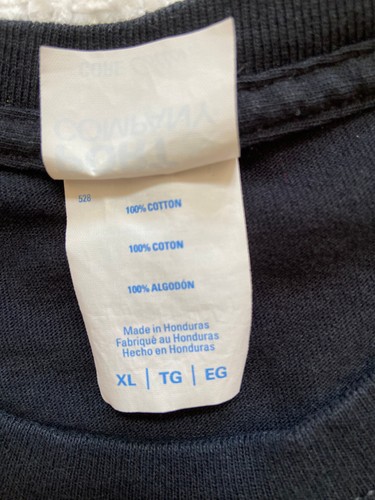 COMPANY
528
100% COTTON
100% COTON
100% ALGODÓN
Made in Honduras
Fabriqué au Honduras
Hecho en Honduras
XL | TG | EG